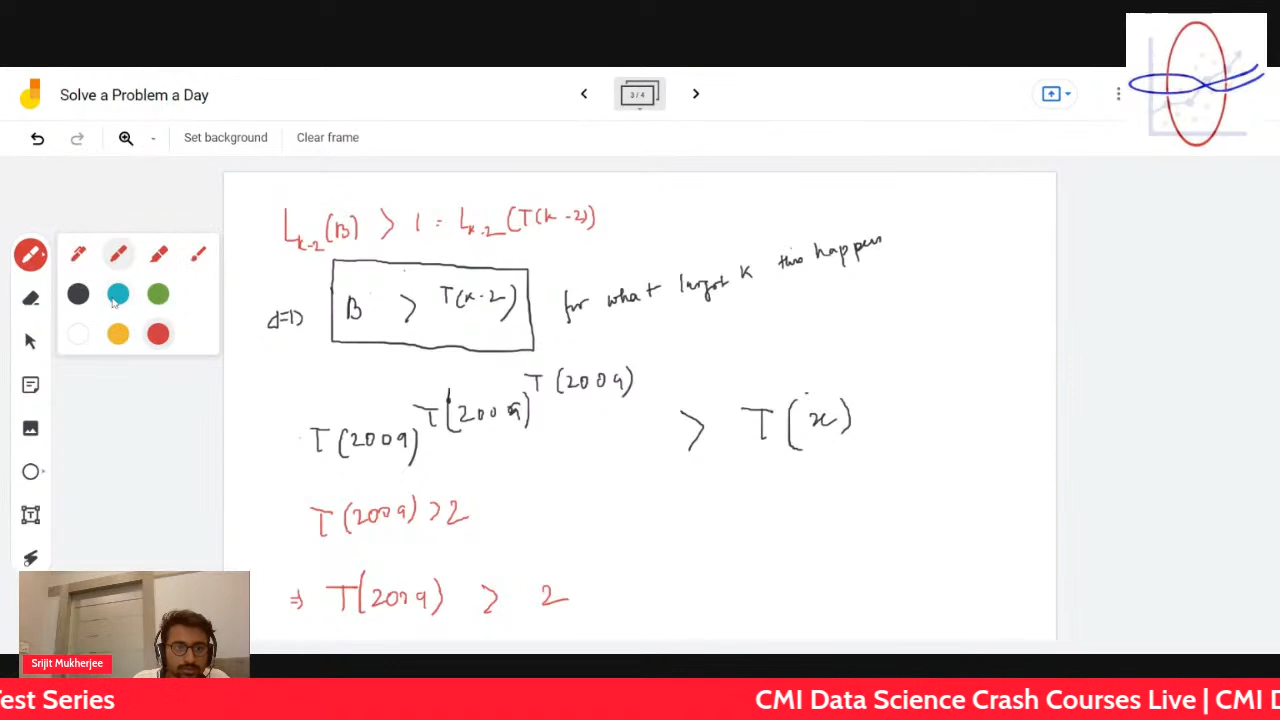 Solve a Problem a Day
3 / 4
Set background
Clear frame
L_{k-2}(B) > 1 = L_{k-2}(T(k-2))
B > T(k-2) for what largest k this happens
T(2009)^{T(2009)^{T(2009)}} > T(x)
T(2009) > 2
⇒ T(2009) > 2
Srijit Mukherjee
Test Series
CMI Data Science Crash Courses Live | CMI D